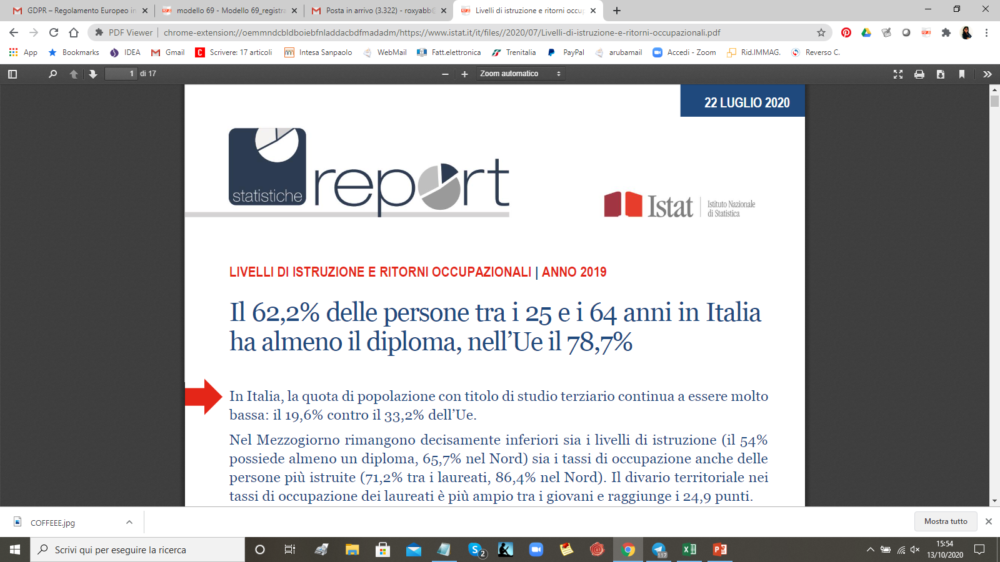 GDPR – Regolamento Europeo in
modello 69 - Modello 69_registra
Posta in arrivo (3.322) - roxyabb@
Livelli di istruzione e ritorni occup
PDF Viewer | chrome-extension://oemmndcbldboiebfnladdacbdfmadadm/https://www.istat.it/it/files//2020/07/Livelli-di-istruzione-e-ritorni-occupazionali.pdf
App Bookmarks IDEA Gmail Scrivere: 17 articoli Intesa Sanpaolo WebMail Fatt.elettronica Trenitalia PayPal arubamail Accedi - Zoom Rid.IMMAG. Reverso C.
1 di 17 Zoom automatico
22 LUGLIO 2020
statistiche report
Istat Istituto Nazionale
di Statistica
LIVELLI DI ISTRUZIONE E RITORNI OCCUPAZIONALI | ANNO 2019
Il 62,2% delle persone tra i 25 e i 64 anni in Italia
ha almeno il diploma, nell’Ue il 78,7%
In Italia, la quota di popolazione con titolo di studio terziario continua a essere molto
bassa: il 19,6% contro il 33,2% dell’Ue.
Nel Mezzogiorno rimangono decisamente inferiori sia i livelli di istruzione (il 54%
possiede almeno un diploma, 65,7% nel Nord) sia i tassi di occupazione anche delle
persone più istruite (71,2% tra i laureati, 86,4% nel Nord). Il divario territoriale nei
tassi di occupazione dei laureati è più ampio tra i giovani e raggiunge i 24,9 punti.
COFFEEE.jpg
Mostra tutto
Scrivi qui per eseguire la ricerca
2
117
15:54
13/10/2020